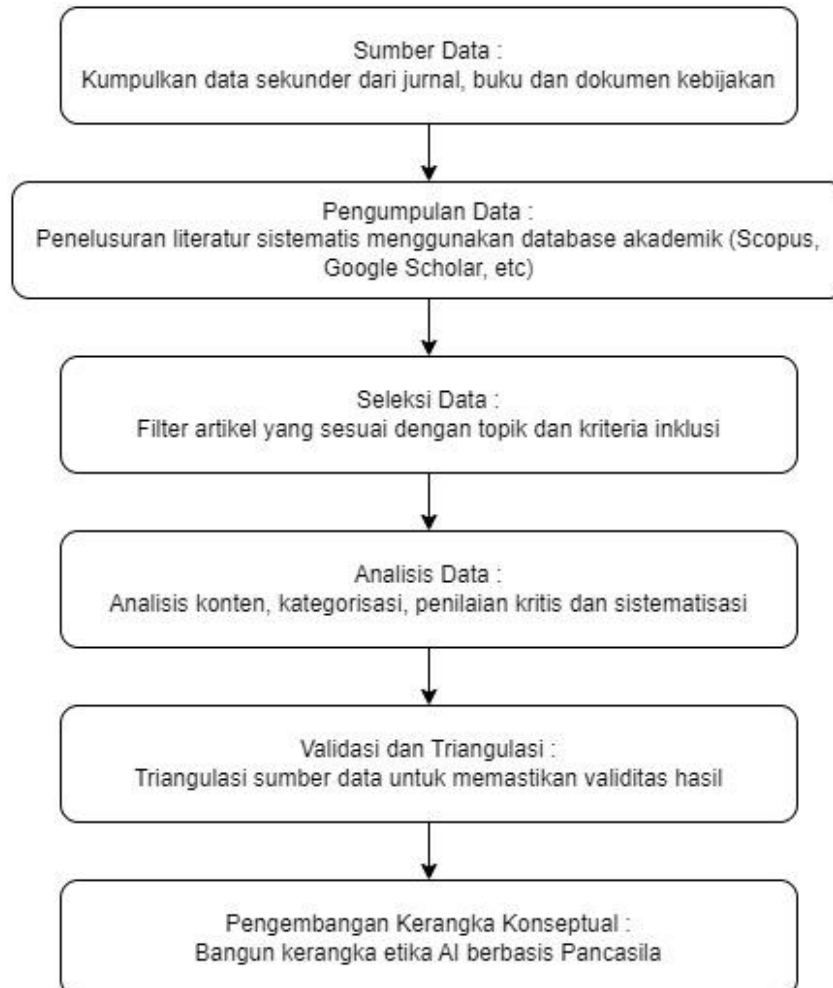 Sumber Data :
Kumpulkan data sekunder dari jurnal, buku dan dokumen kebijakan
Pengumpulan Data :
Penelusuran literatur sistematis menggunakan database akademik (Scopus,
Google Scholar, etc)
Seleksi Data :
Filter artikel yang sesuai dengan topik dan kriteria inklusi
Analisis Data :
Analisis konten, kategorisasi, penilaian kritis dan sistematisasi
Validasi dan Triangulasi :
Triangulasi sumber data untuk memastikan validitas hasil
Pengembangan Kerangka Konseptual :
Bangun kerangka etika AI berbasis Pancasila